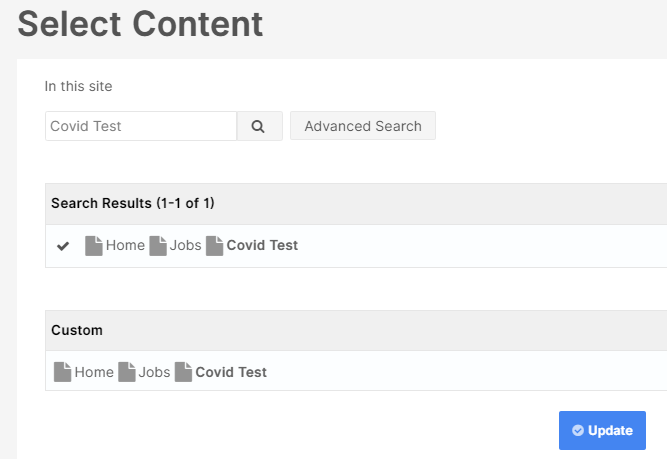 Select Content
In this site
Covid Test
Advanced Search
Search Results (1-1 of 1)
Home Jobs Covid Test
Custom
Home Jobs Covid Test
Update